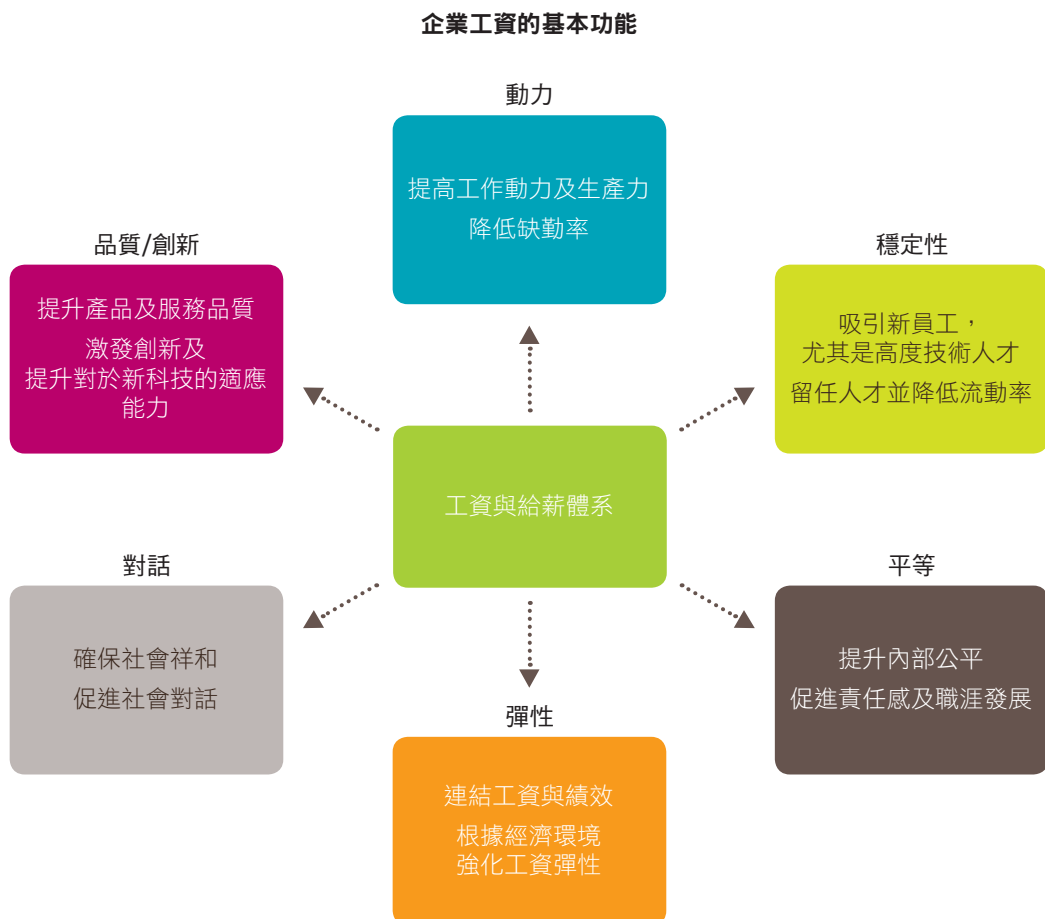 企業工資的基本功能
動力
提高工作動力及生產力
降低缺勤率
品質/創新
提升產品及服務品質
激發創新及
提升對於新科技的適應
能力
穩定性
吸引新員工，
尤其是高度技術人才
留任人才並降低流動率
工資與給薪體系
對話
確保社會祥和
促進社會對話
平等
提升內部公平
促進責任感及職涯發展
彈性
連結工資與績效
根據經濟環境
強化工資彈性